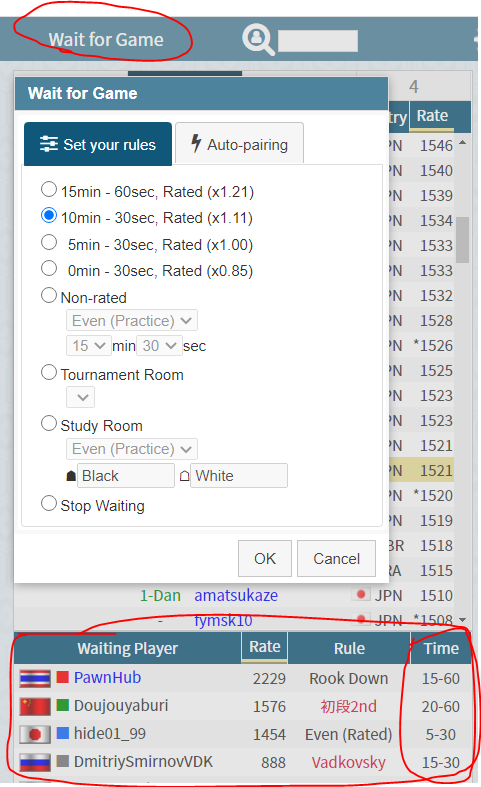 Wait for Game
4
Wait for Game
try Rate
Set your rules
Auto-pairing
PN 1546
PN 1540
PN 1539
PN 1534
PN 1533
PN 1532
PN 1528
PN *1526
PN 1525
PN 1523
PN 1523
PN 1521
PN 1521
PN *1520
PN 1519
BR 1518
RA 1515
15min - 60sec, Rated (x1.21)
10min - 30sec, Rated (x1.11)
5min - 30sec, Rated (x1.00)
0min - 30sec, Rated (x0.85)
Non-rated
Even (Practice)
15 min 30 sec
Tournament Room
Study Room
Even (Practice)
☗ Black ☖ White
Stop Waiting
OK Cancel
1-Dan amatsukaze JPN 1510
- fymsk10 JPN *1508
Waiting Player Rate Rule Time
PawnHub 2229 Rook Down 15-60
Doujouyaburi 1576 初段2nd 20-60
hide01_99 1454 Even (Rated) 5-30
DmitriySmirnovVDK 888 Vadkovsky 15-30